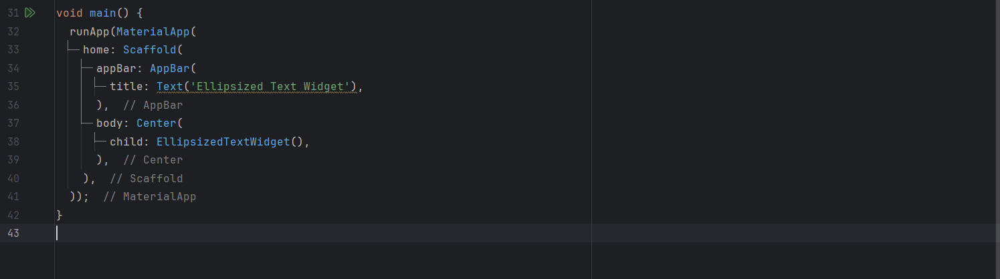 31 void main() {
32 runApp(MaterialApp(
33 home: Scaffold(
34 appBar: AppBar(
35 title: Text('Ellipsized Text Widget'),
36 ), // AppBar
37 body: Center(
38 child: EllipsizedTextWidget(),
39 ), // Center
40 ), // Scaffold
41 )); // MaterialApp
42 }
43